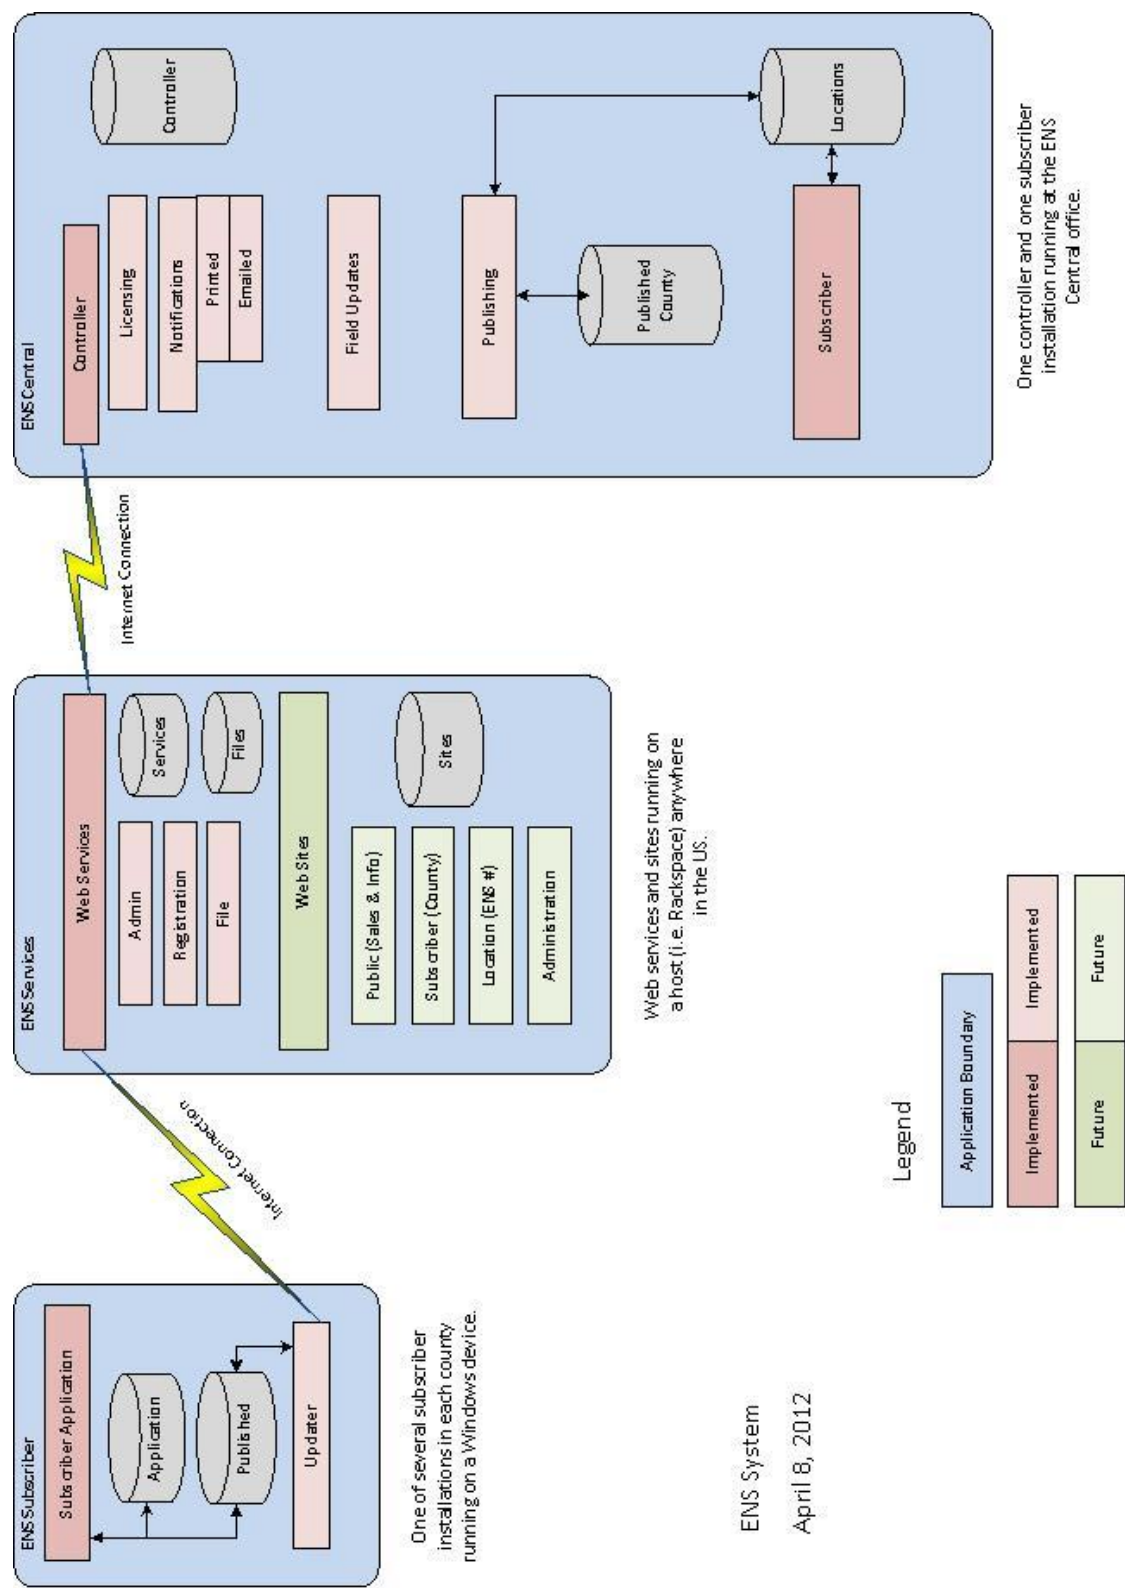 ENS Subscriber
Subscriber Application
Application
Published
Updater
One of several subscriber
installations in each county
running on a Windows device.
Internet Connection
ENS Services
Web Services
Admin
Registration
File
Services
Files
Web Sites
Public (Sales & Info)
Subscriber (County)
Location (ENS #)
Administration
Sites
Web services and sites running on
a host (i.e. Rackspace) anywhere
in the US.
Internet Connection
ENS Central
Controller
Licensing
Notifications
Printed
Emailed
Field Updates
Publishing
Published
County
Subscriber
Controller
Locations
One controller and one subscriber
installation running at the ENS
Central office.
ENS System
April 8, 2012
Legend
Application Boundary
Implemented
Implemented
Future
Future